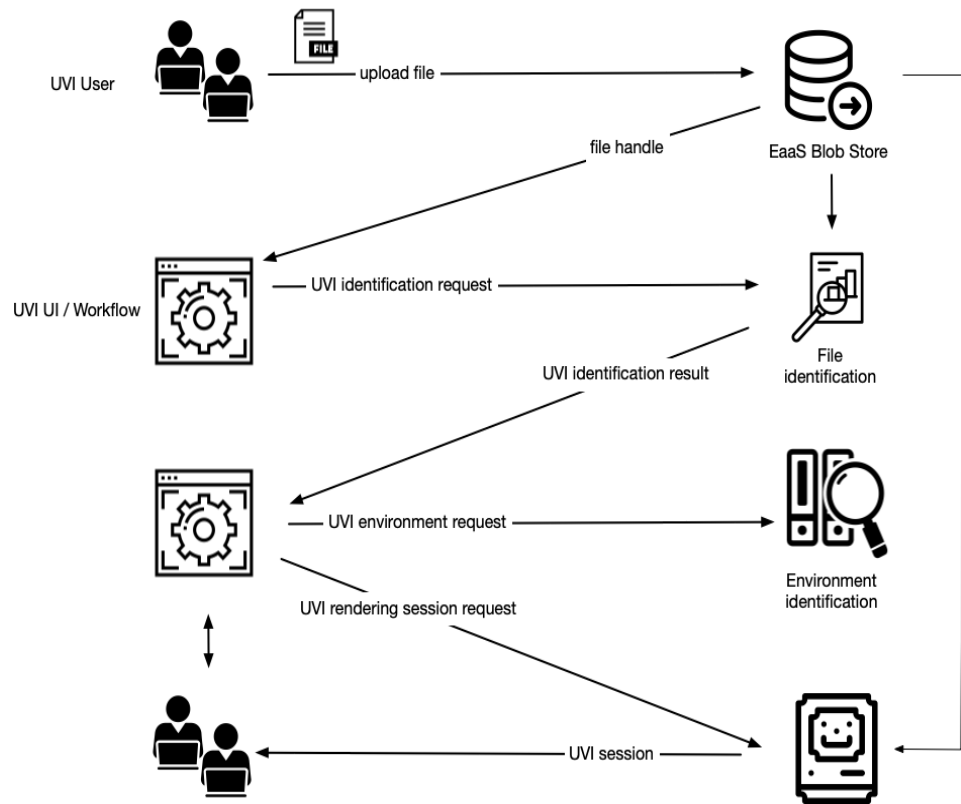 FILE
upload file
UVI User
file handle
EaaS Blob Store
UVI identification request
UVI UI / Workflow
File
identification
UVI identification result
UVI environment request
Environment
identification
UVI rendering session request
UVI session